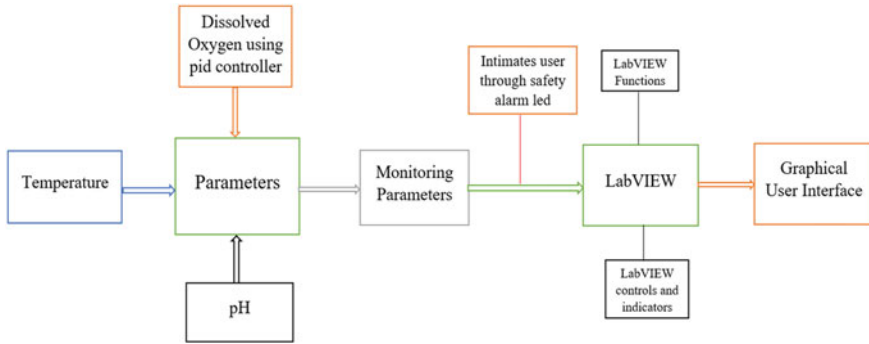 Dissolved
Oxygen using
pid controller
Intimates user
through safety
alarm led
LabVIEW
Functions
Temperature
Parameters
Monitoring
Parameters
LabVIEW
Graphical
User Interface
pH
LabVIEW
controls and
indicators